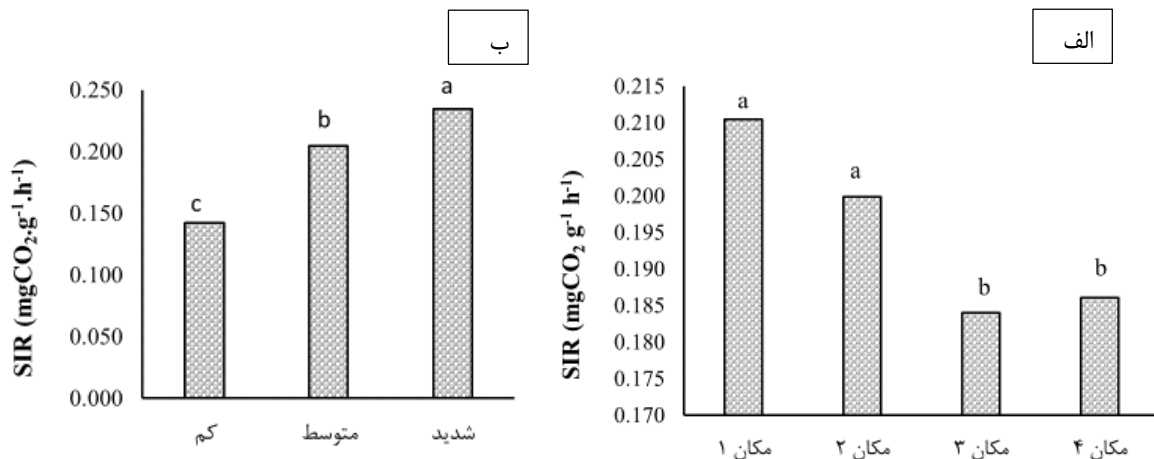 ب
الف
SIR (mgCO₂.g⁻¹.h⁻¹)
0.250
0.200
0.150
0.100
0.050
0.000
c
b
a
کم
متوسط
شدید
SIR (mgCO₂ g⁻¹ h⁻¹)
0.215
0.210
0.205
0.200
0.195
0.190
0.185
0.180
0.175
0.170
a
a
b
b
مکان ۱
مکان ۲
مکان ۳
مکان ۴